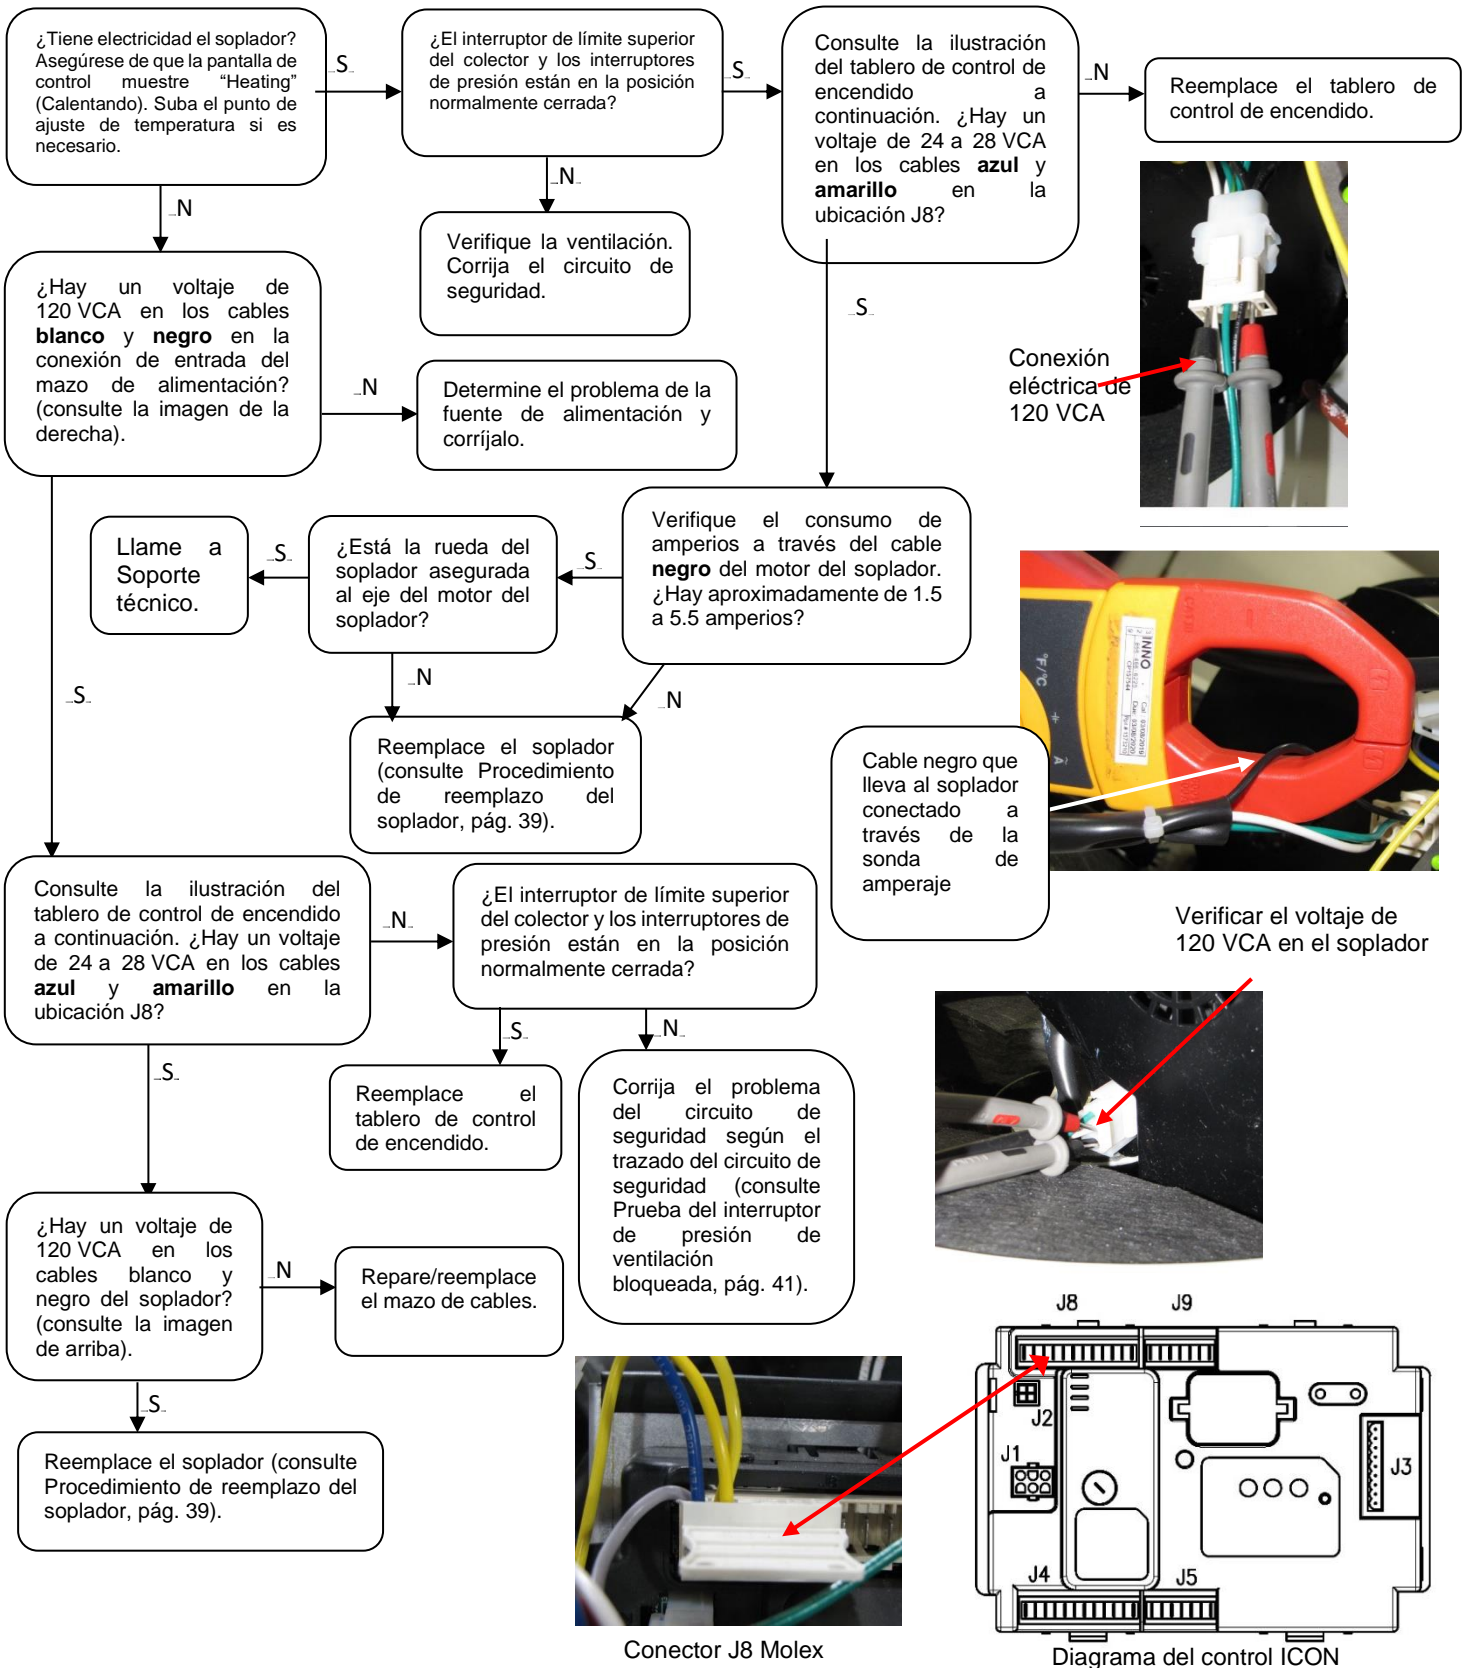 ¿Tiene electricidad el soplador?
Asegúrese de que la pantalla de
control muestre “Heating”
(Calentando). Suba el punto de
ajuste de temperatura si es
necesario.
S
¿El interruptor de límite superior
del colector y los interruptores
de presión están en la posición
normalmente cerrada?
S
Consulte la ilustración
del tablero de control de
encendido a
continuación. ¿Hay un
voltaje de 24 a 28 VCA
en los cables azul y
amarillo en la
ubicación J8?
N
Reemplace el tablero de
control de encendido.
N
N
Verifique la ventilación.
Corrija el circuito de
seguridad.
S
¿Hay un voltaje de
120 VCA en los cables
blanco y negro en la
conexión de entrada del
mazo de alimentación?
(consulte la imagen de la
derecha).
N
Determine el problema de la
fuente de alimentación y
corríjalo.
Conexión
eléctrica de
120 VCA
Llame a
Soporte
técnico.
S
¿Está la rueda del
soplador asegurada
al eje del motor del
soplador?
S
Verifique el consumo de
amperios a través del cable
negro del motor del soplador.
¿Hay aproximadamente de 1.5
a 5.5 amperios?
N
N
S
Reemplace el soplador
(consulte Procedimiento
de reemplazo del
soplador, pág. 39).
INNO
°F/°C
Cable negro que
lleva al soplador
conectado a
través de la
sonda de
amperaje
Consulte la ilustración del
tablero de control de encendido
a continuación. ¿Hay un voltaje
de 24 a 28 VCA en los cables
azul y amarillo en la
ubicación J8?
N
¿El interruptor de límite superior
del colector y los interruptores de
presión están en la posición
normalmente cerrada?
Verificar el voltaje de
120 VCA en el soplador
S
N
S
Reemplace el
tablero de control
de encendido.
Corrija el problema
del circuito de
seguridad según el
trazado del circuito de
seguridad (consulte
Prueba del interruptor
de presión de
ventilación
bloqueada, pág. 41).
¿Hay un voltaje de
120 VCA en los
cables blanco y
negro del soplador?
(consulte la imagen
de arriba).
N
Repare/reemplace
el mazo de cables.
S
Reemplace el soplador (consulte
Procedimiento de reemplazo del
soplador, pág. 39).
J8
J9
J2
J1
J3
J4
J5
Conector J8 Molex
Diagrama del control ICON